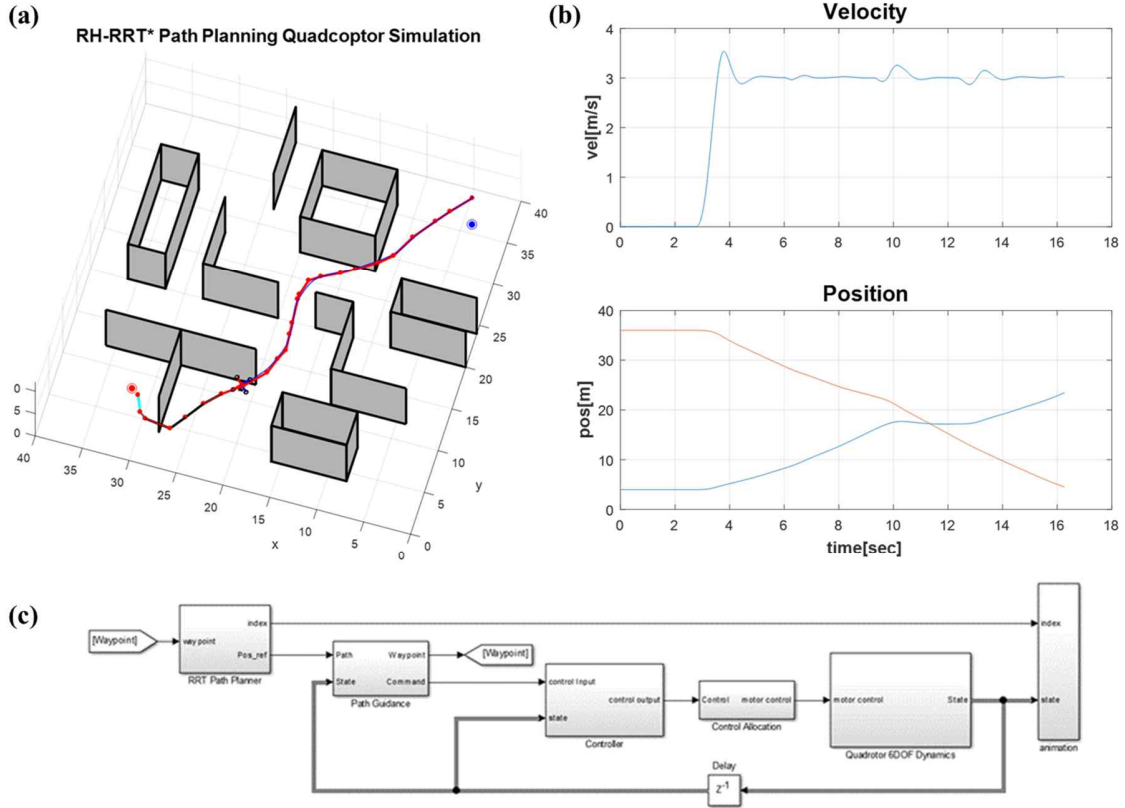 (a)
RH-RRT* Path Planning Quadcoptor Simulation
0
5
0
40
35
30
25
20
15
10
5
o
x
0
5
10
15
20
25
30
35
40
y
(b)
Velocity
4
3
2
1
0
vel[m/s]
0 2 4 6 8 10 12 14 16 18
Position
40
30
20
10
0
pos[m]
0 2 4 6 8 10 12 14 16 18
time[sec]
(c)
[Waypoint]
waypoint
index
Pos_ref
RRT Path Planner
Path
State
Waypoint
Command
Path Guidance
[Waypoint]
control Input
state
control output
Controller
Control
motor control
Control Allocation
motor control
State
Quadrotor 6DOF Dynamics
index
state
animation
Delay
Z-1